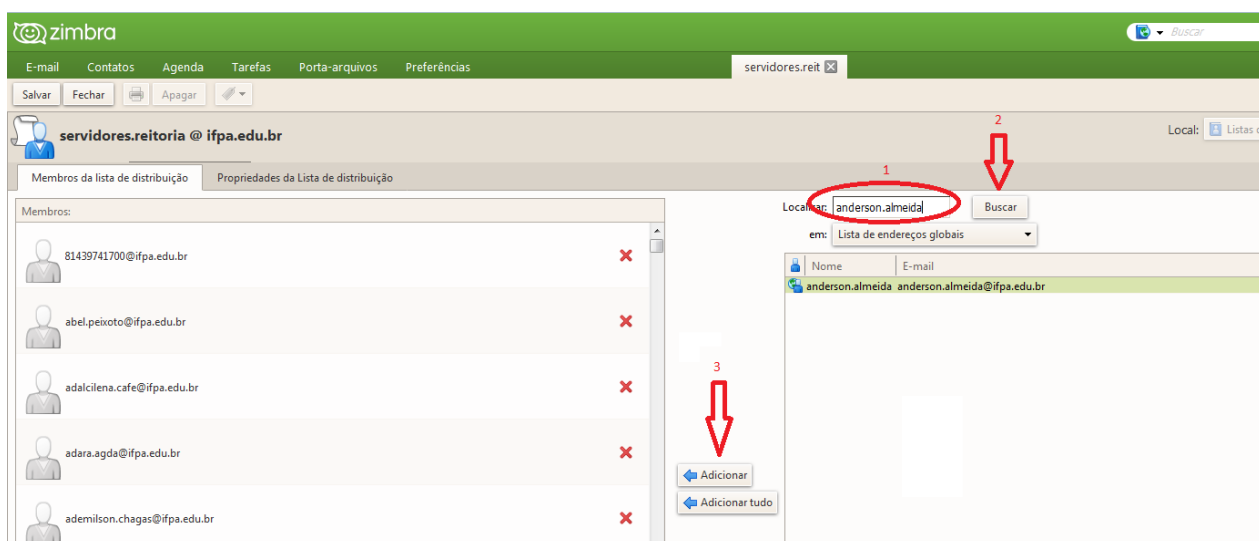 zimbra
Buscar
E-mail Contatos Agenda Tarefas Porta-arquivos Preferências servidores.reit
Salvar Fechar Apagar
servidores.reitoria @ ifpa.edu.br
Local: Listas
Membros da lista de distribuição Propriedades da Lista de distribuição
2
1
Membros:
Localizar: anderson.almeida Buscar
em: Lista de endereços globais
Nome E-mail
anderson.almeida anderson.almeida@ifpa.edu.br
81439741700@ifpa.edu.br
abel.peixoto@ifpa.edu.br
adalcilena.cafe@ifpa.edu.br
adara.agda@ifpa.edu.br
ademilson.chagas@ifpa.edu.br
3
Adicionar
Adicionar tudo